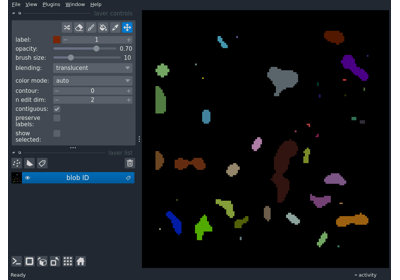 File View Window Help
layer controls
label: 1
opacity: 0.70
brush size: 10
blending: translucent
color mode: auto
contour: 0
n edit dim: 2
contiguous:
preserve
labels:
show
selected:
layer list
blob ID
Ready
activity